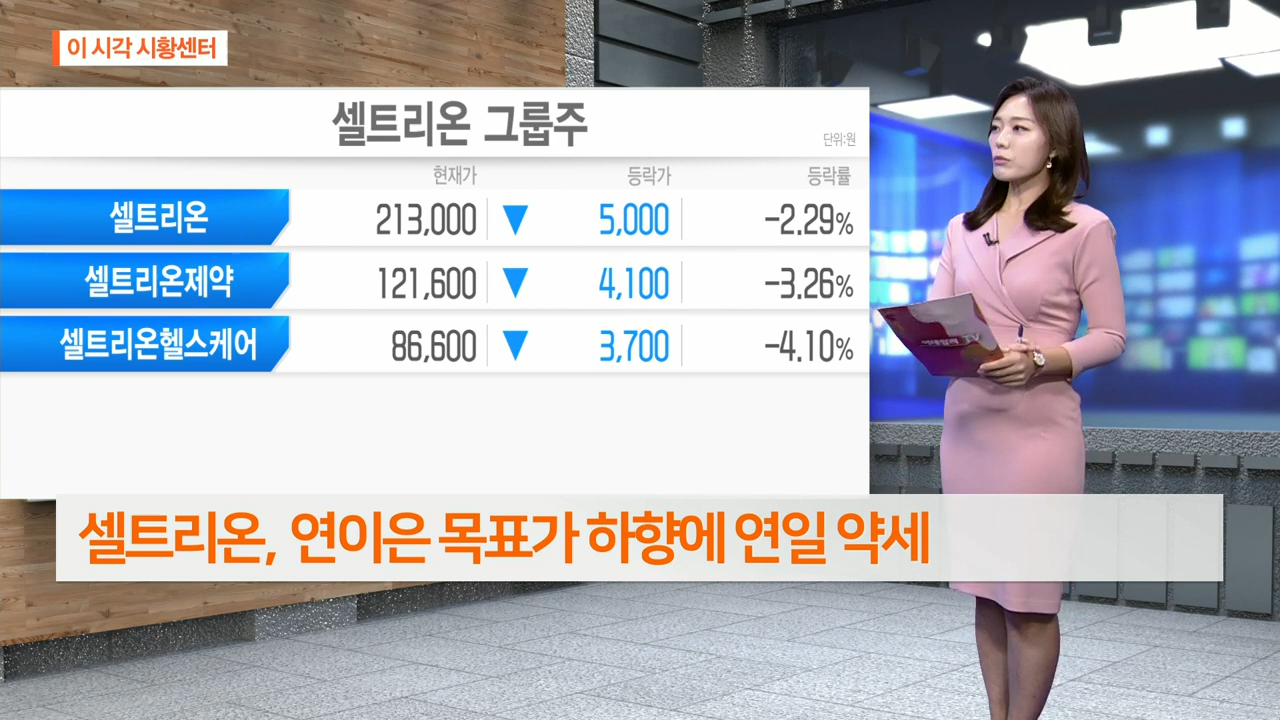 이 시각 시황센터
셀트리온 그룹주
단위:원
현재가 등락가 등락률
셀트리온 213,000 ▼ 5,000 -2.29%
셀트리온제약 121,600 ▼ 4,100 -3.26%
셀트리온헬스케어 86,600 ▼ 3,700 -4.10%
셀트리온, 연이은 목표가 하향에 연일 약세